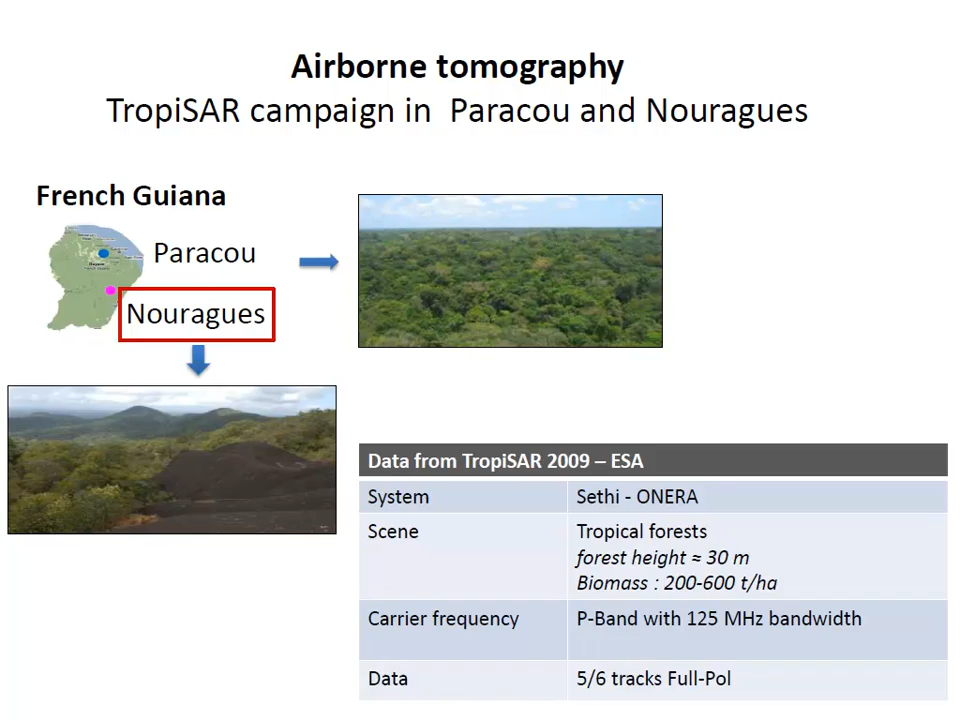 Airborne tomography
TropiSAR campaign in Paracou and Nouragues
French Guiana
Paracou
Nouragues
Data from TropiSAR 2009 – ESA
System
Sethi - ONERA
Scene
Tropical forests
forest height ≈ 30 m
Biomass : 200-600 t/ha
Carrier frequency
P-Band with 125 MHz bandwidth
Data
5/6 tracks Full-Pol